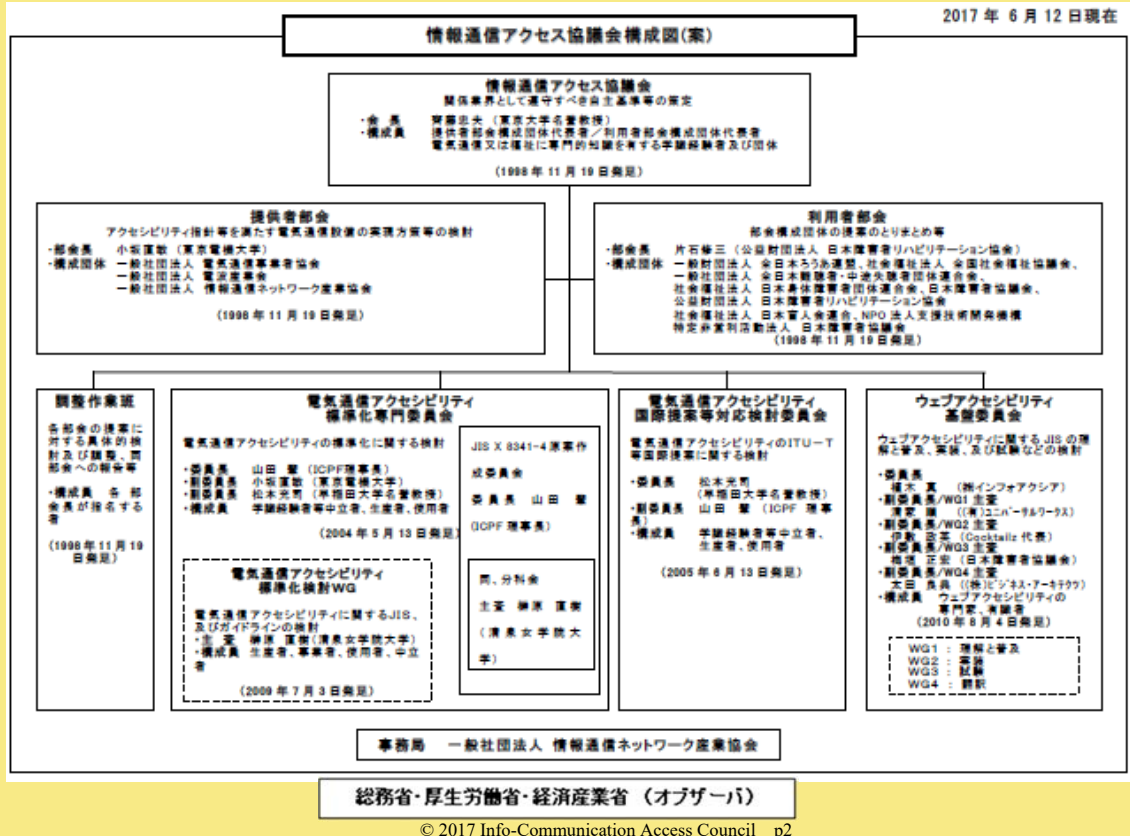 2017 年 6 月 12 日現在
情報通信アクセス協議会構成図(案)
情報通信アクセス協議会
関係業界として遵守すべき自主基準等の策定
・会 長 齊藤忠夫 (東京大学名誉教授)
・構成員 提供者部会構成団体代表者/利用者部会構成団体代表者
電気通信又は福祉に専門的知識を有する学識経験者及び団体
(1998 年 11 月 19 日発足)
提供者部会
アクセシビリティ指針等を満たす電気通信設備の実現方策等の検討
・部会長 小坂直敏 (東京電機大学)
・構成団体 一般社団法人 電気通信事業者協会
一般社団法人 電波産業会
一般社団法人 情報通信ネットワーク産業協会
(1998 年 11 月 19 日発足)
利用者部会
部会構成団体の提案のとりまとめ等
・部会長 片石修三 (公益財団法人 日本障害者リハビリテーション協会)
・構成団体 一般財団法人 全日本ろうあ連盟、社会福祉法人 全国社会福祉協議会、
一般社団法人 全日本難聴者・中途失聴者団体連合会、
社会福祉法人 日本身体障害者団体連合会、日本障害者協議会、
公益財団法人 日本障害者リハビリテーション協会
社会福祉法人 日本盲人会連合、NPO 法人支援技術開発機構
特定非営利活動法人 日本障害者協議会
(1998 年 11 月 19 日発足)
調整作業班
各部会の提案に
対する具体的検
討及び調整、両
部会への報告等
・構成員 各 部
会長が指名する
者
(1998 年 11 月 19
日発足)
電気通信アクセシビリティ
標準化専門委員会
電気通信アクセシビリティの標準化に関する検討
・委員長 山田 肇 (ICPF理事長)
・副委員長 小坂直敏 (東京電機大学)
・副委員長 松本充司 (早稲田大学名誉教授)
・構成員 学識経験者等中立者、生産者、使用者
(2004 年 5 月 13 日発足)
電気通信アクセシビリティ
標準化検討WG
電気通信アクセシビリティに関するJIS、
及びガイドラインの検討
・主 査 榊原 直樹(清泉女学院大学)
・構成員 生産者、事業者、使用者、中立
者
(2009 年 7 月 3 日発足)
JIS X 8341-4 原案作
成委員会
委員長 山田 肇
(ICPF 理事長)
同、分科会
主査 榊原 直樹
(清泉女学院大
学)
電気通信アクセシビリティ
国際提案等対応検討委員会
電気通信アクセシビリティのITU-T
等国際提案に関する検討
・委員長 松本充司
(早稲田大学名誉教授)
・副委員長 山田 肇 (ICPF 理事
長)
・構成員 学識経験者等中立者、
生産者、使用者
(2005 年 6 月 13 日発足)
ウェブアクセシビリティ
基盤委員会
ウェブアクセシビリティに関する JIS の理
解と普及、実装、及び試験などの検討
・委員長
植木 真 (㈱インフォアクシア)
・副委員長/WG1 主査
清家 順 ((有)ユニバーサルワークス)
・副委員長/WG2 主査
伊敷 政英 (Cocktailz 代表)
・副委員長/WG3 主査
梅垣 正宏 (日本障害者協議会)
・副委員長/WG4 主査
太田 良典 ((株)ビジネス・アーキテクツ)
・構成員 ウェブアクセシビリティの
専門家、有識者
(2010 年 8 月 4 日発足)
WG1 : 理解と普及
WG2 : 実装
WG3 : 試験
WG4 : 翻訳
事務局 一般社団法人 情報通信ネットワーク産業協会
総務省・厚生労働省・経済産業省 (オブザーバ)
© 2017 Info-Communication Access Council p2